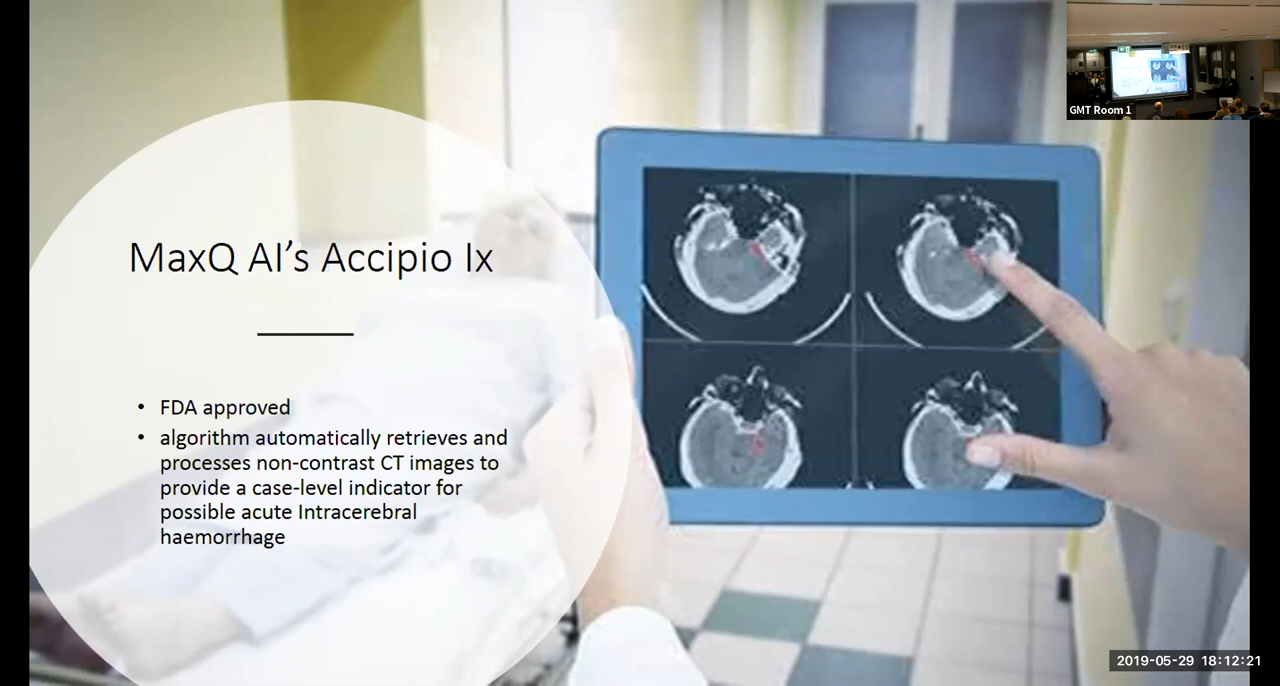 MaxQ AI's Accipio Ix
• FDA approved
• algorithm automatically retrieves and
processes non-contrast CT images to
provide a case-level indicator for
possible acute Intracerebral
haemorrhage
GMT Room 1
2019-05-29 18:12:21